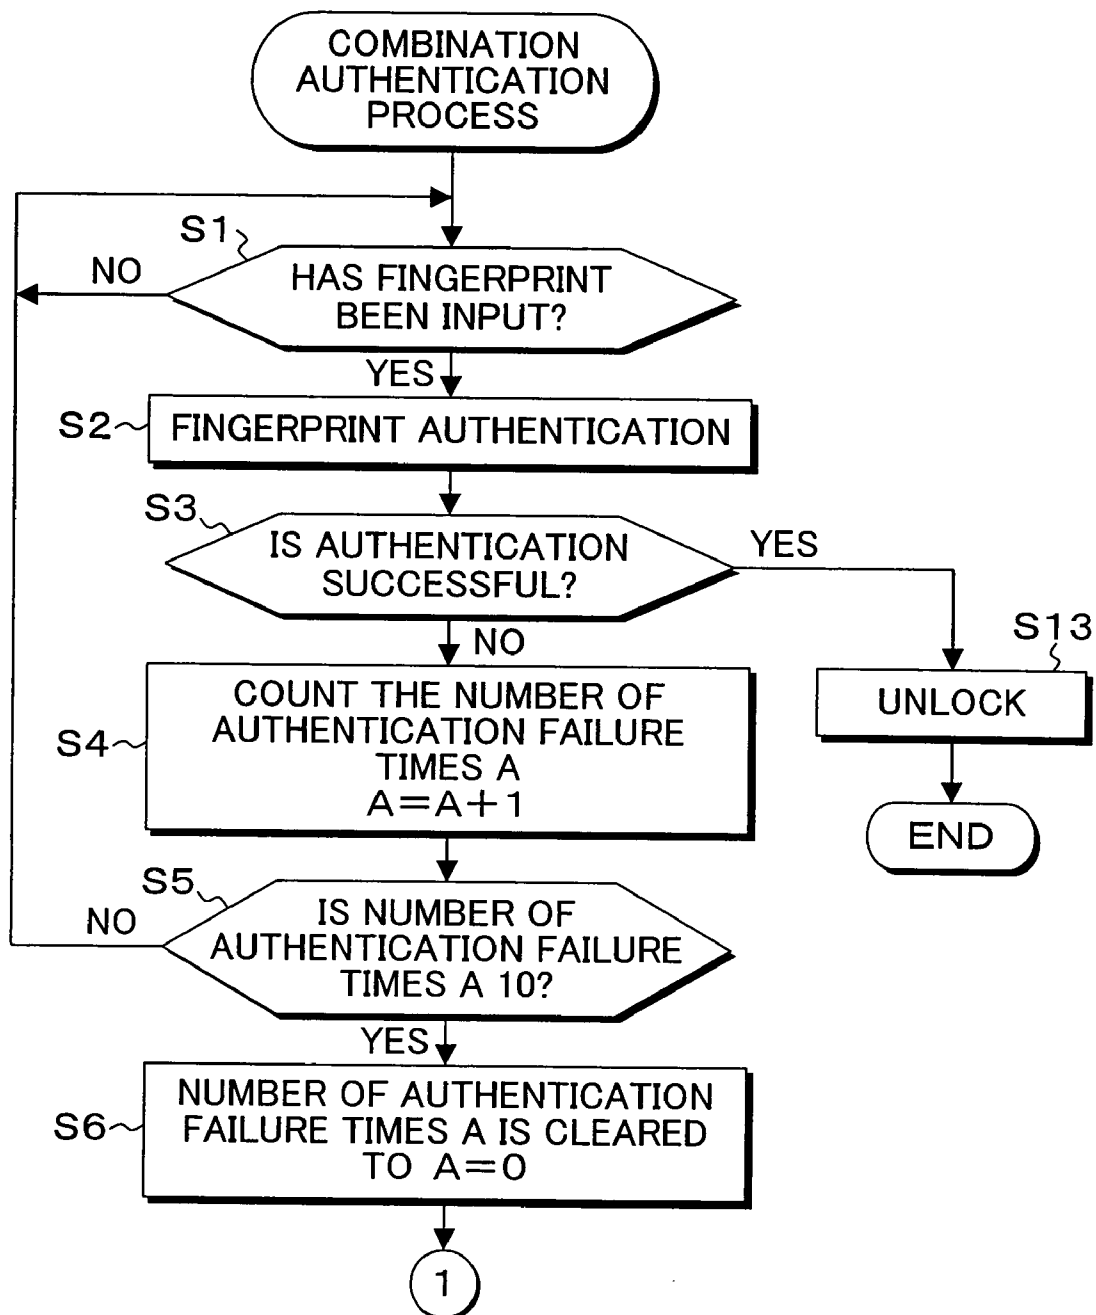 COMBINATION
AUTHENTICATION
PROCESS
S1
NO
HAS FINGERPRINT
BEEN INPUT?
YES
S2
FINGERPRINT AUTHENTICATION
S3
IS AUTHENTICATION
SUCCESSFUL?
YES
NO
S13
UNLOCK
END
S4
COUNT THE NUMBER OF
AUTHENTICATION FAILURE
TIMES A
A=A+1
S5
NO
IS NUMBER OF
AUTHENTICATION FAILURE
TIMES A 10?
YES
S6
NUMBER OF AUTHENTICATION
FAILURE TIMES A IS CLEARED
TO A=0
1